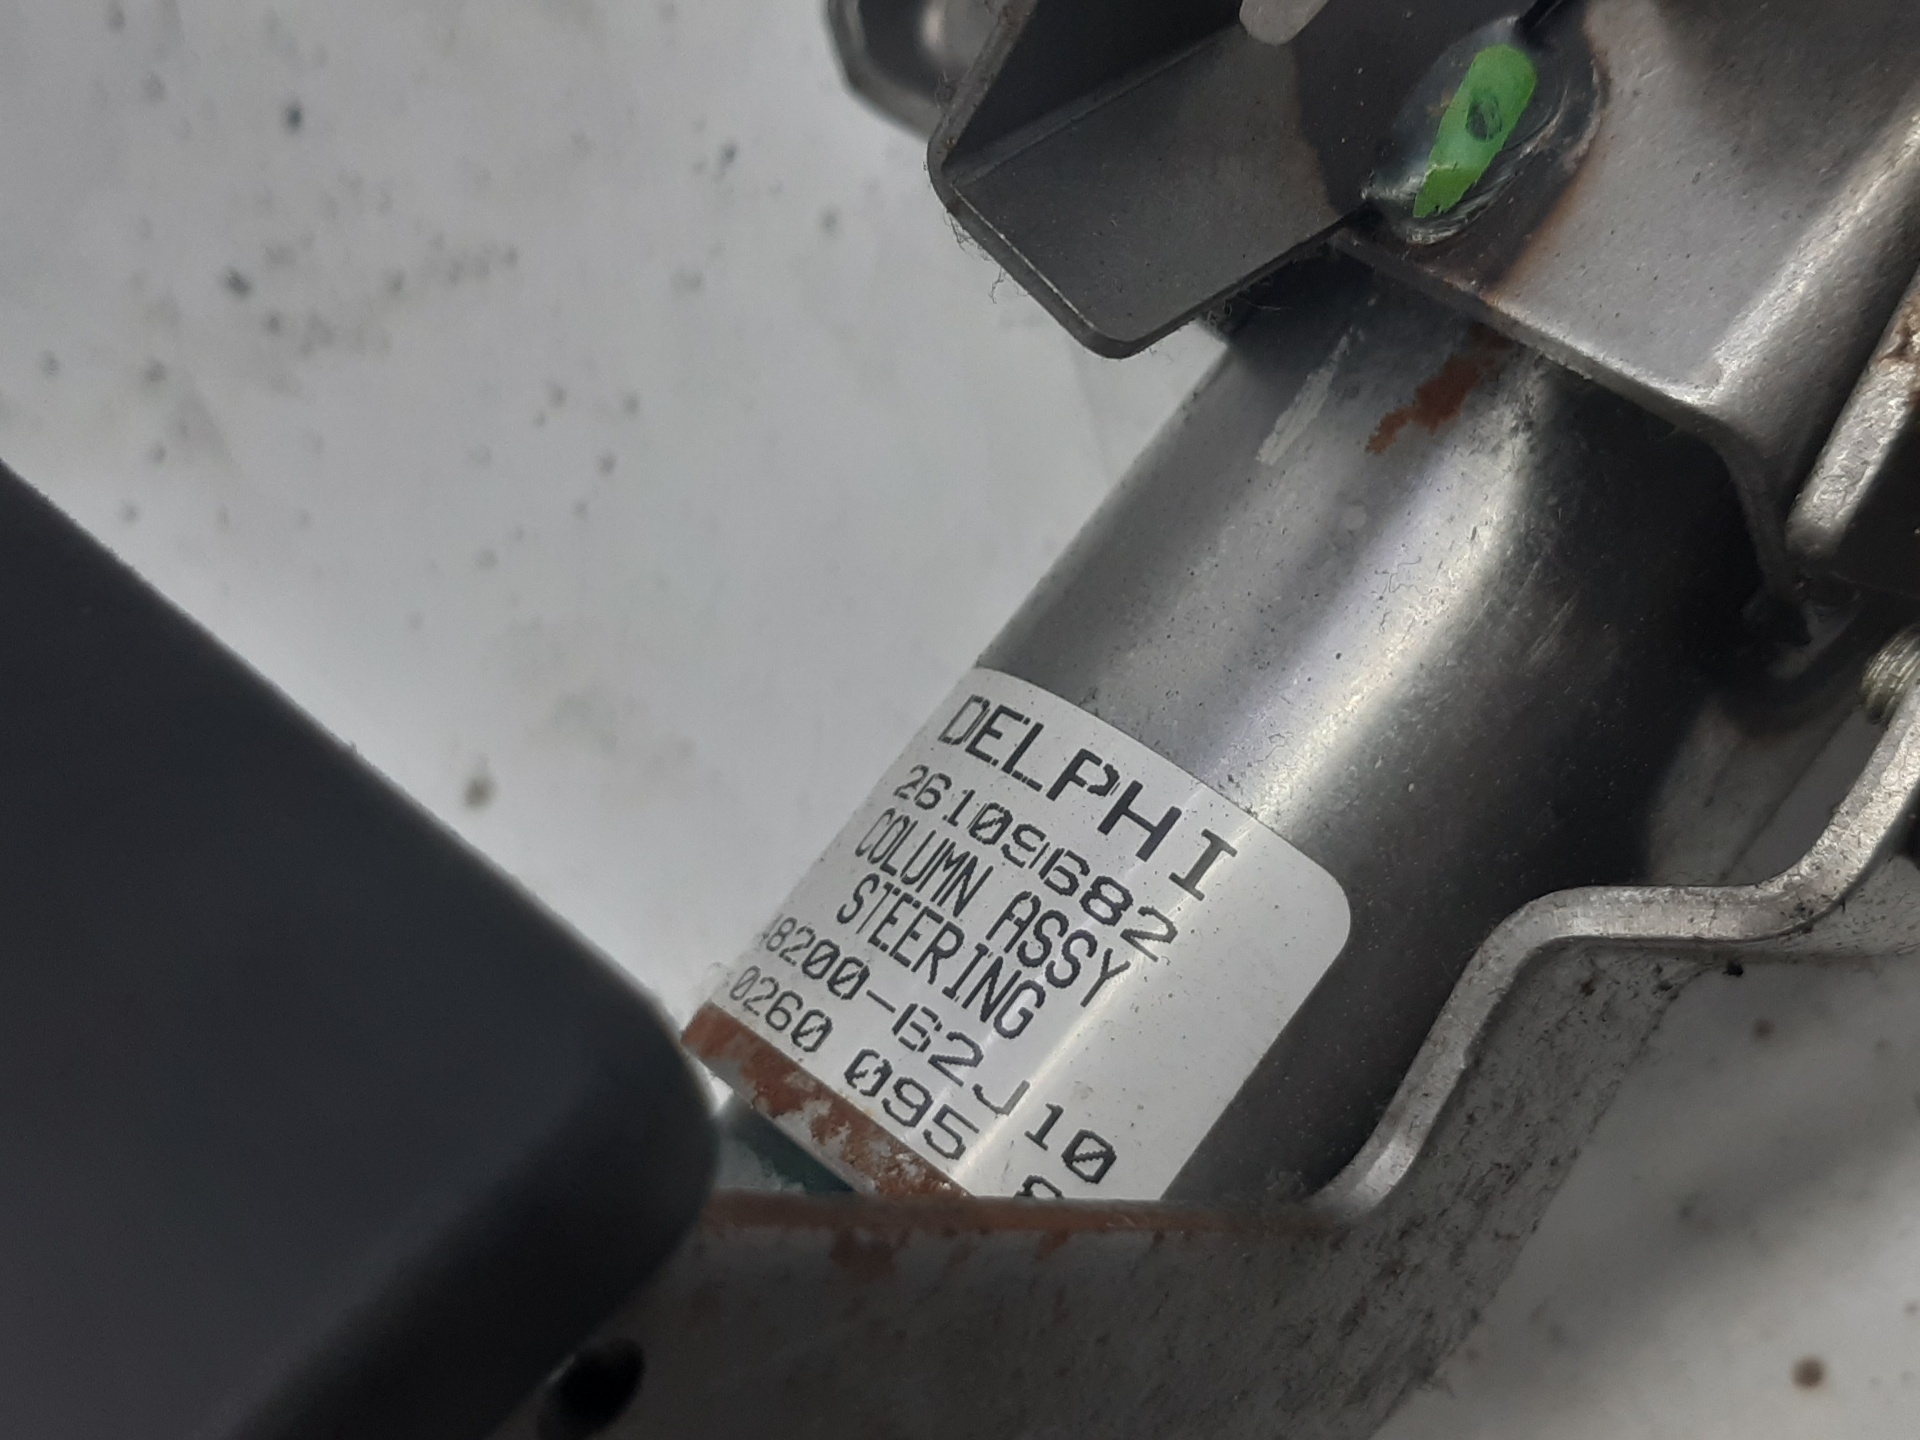 DELPHI
26109682
COLUMN ASSY
STEERING
48200-62J10
0260 095